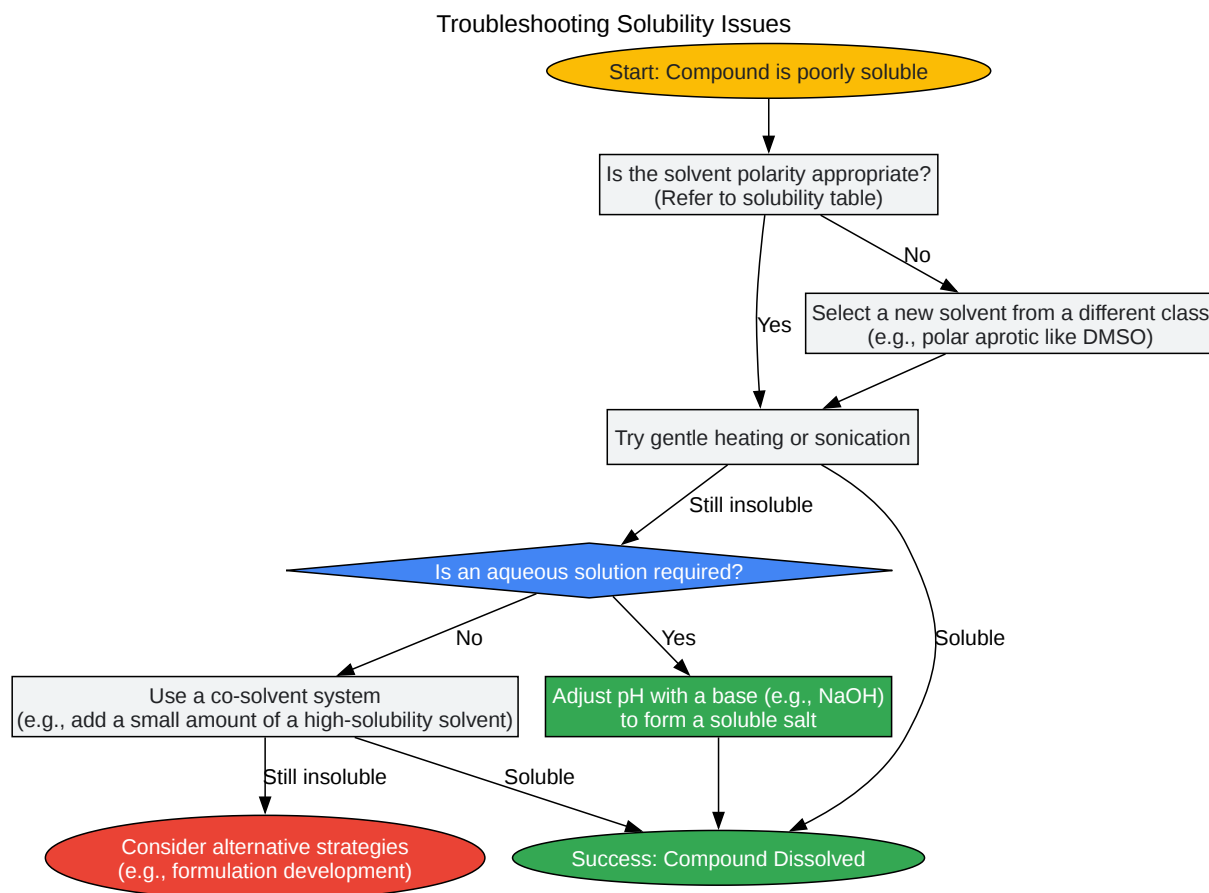 Troubleshooting Solubility Issues
Start: Compound is poorly soluble
Is the solvent polarity appropriate?
(Refer to solubility table)
No
Select a new solvent from a different class
(e.g., polar aprotic like DMSO)
Yes
Try gentle heating or sonication
Still insoluble
Is an aqueous solution required?
Soluble
No
Yes
Use a co-solvent system
(e.g., add a small amount of a high-solubility solvent)
Adjust pH with a base (e.g., NaOH)
to form a soluble salt
Still insoluble
Soluble
Consider alternative strategies
(e.g., formulation development)
Success: Compound Dissolved